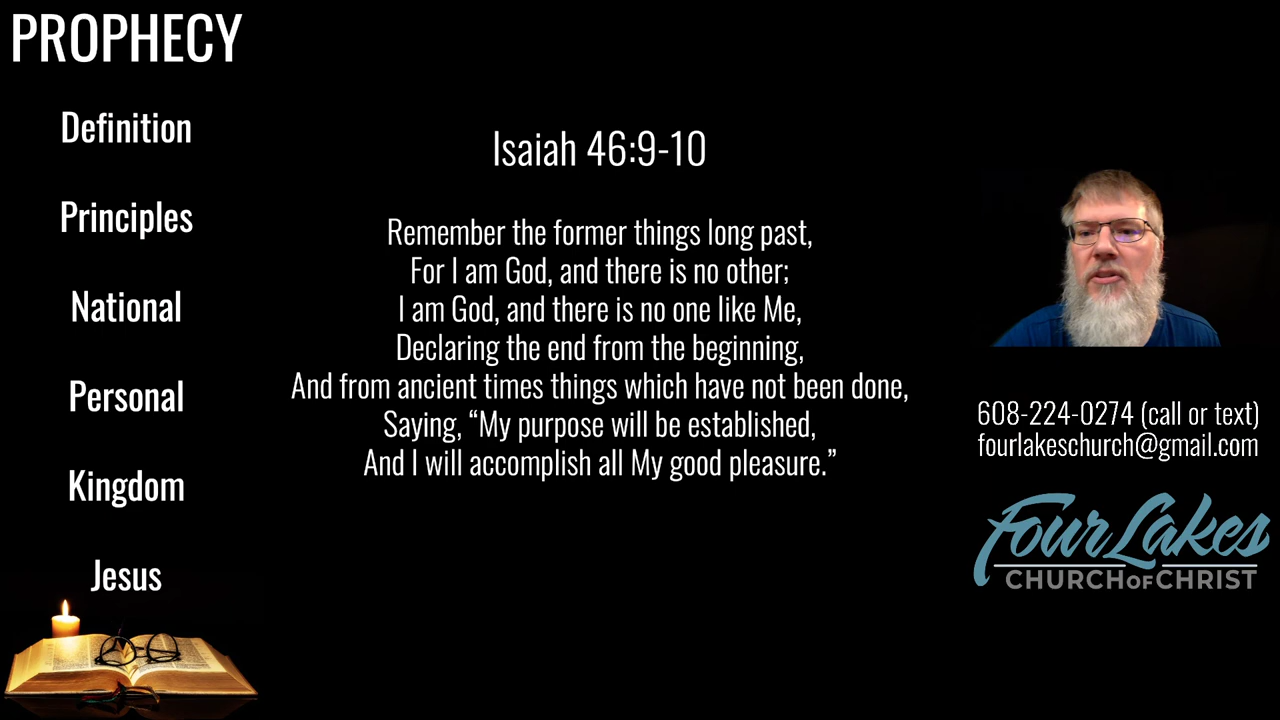 PROPHECY
Definition
Principles
National
Personal
Kingdom
Jesus
Isaiah 46:9-10
Remember the former things long past,
For I am God, and there is no other;
I am God, and there is no one like Me,
Declaring the end from the beginning,
And from ancient times things which have not been done,
Saying, “My purpose will be established,
And I will accomplish all My good pleasure.”
608-224-0274 (call or text)
fourlakeschurch@gmail.com
Four Lakes
CHURCH OF CHRIST